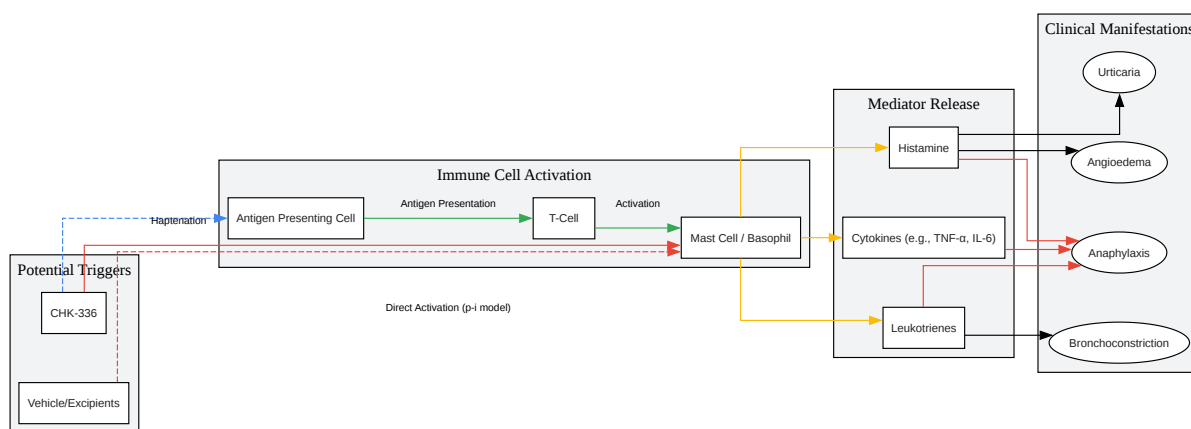 Potential Triggers
CHK-336
Vehicle/Excipients
Haptenation
Immune Cell Activation
Antigen Presenting Cell
Antigen Presentation
T-Cell
Activation
Mast Cell / Basophil
Direct Activation (p-i model)
Mediator Release
Histamine
Cytokines (e.g., TNF-α, IL-6)
Leukotrienes
Clinical Manifestations
Urticaria
Angioedema
Anaphylaxis
Bronchoconstriction